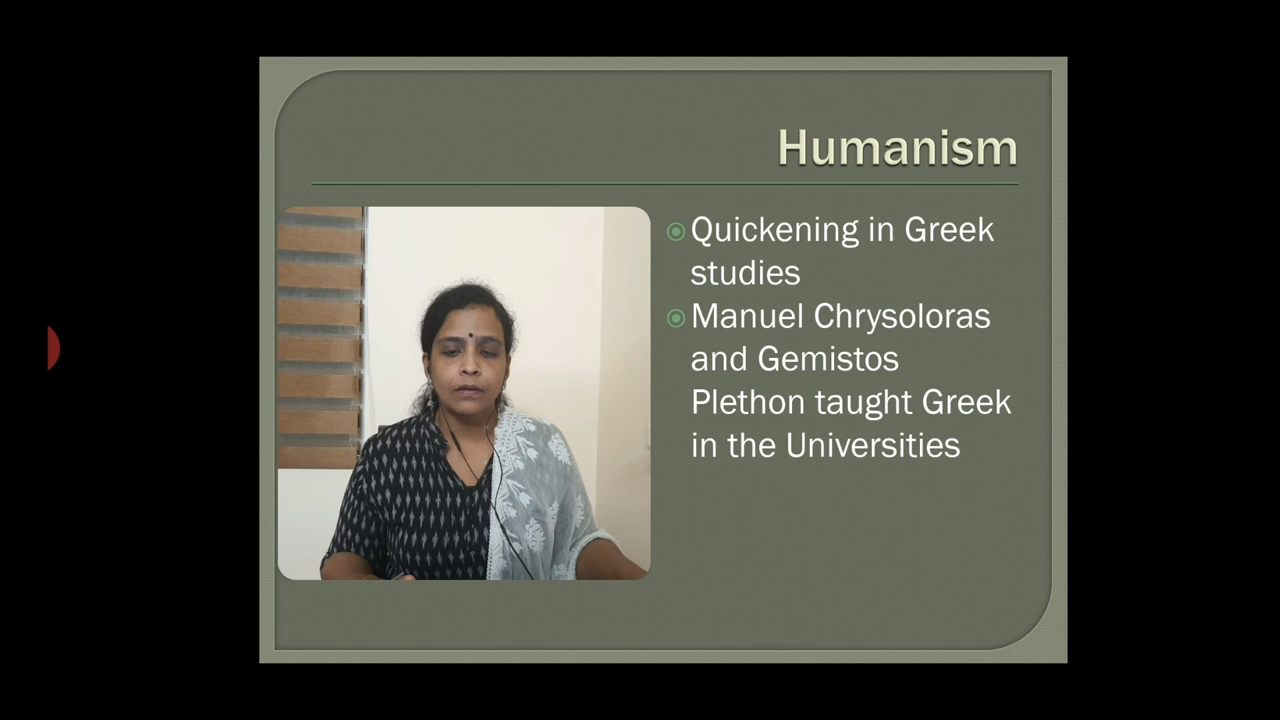 Humanism
Quickening in Greek
studies
Manuel Chrysoloras
and Gemistos
Plethon taught Greek
in the Universities